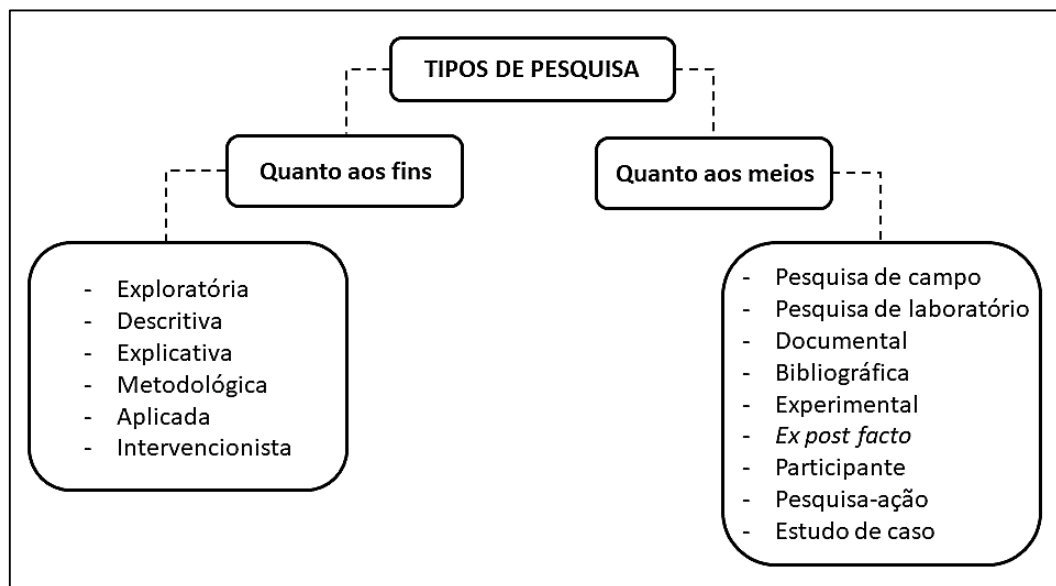 TIPOS DE PESQUISA
Quanto aos fins
Quanto aos meios
- Exploratória
- Descritiva
- Explicativa
- Metodológica
- Aplicada
- Intervencionista
- Pesquisa de campo
- Pesquisa de laboratório
- Documental
- Bibliográfica
- Experimental
- Ex post facto
- Participante
- Pesquisa-ação
- Estudo de caso